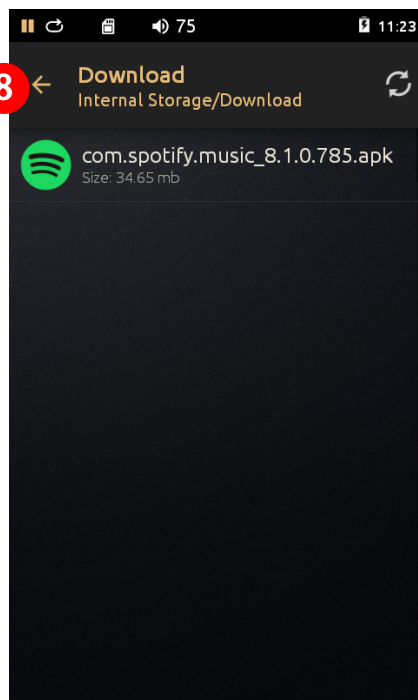 75 11:23
8
Download
Internal Storage/Download
com.spotify.music_8.1.0.785.apk
Size: 34.65 mb